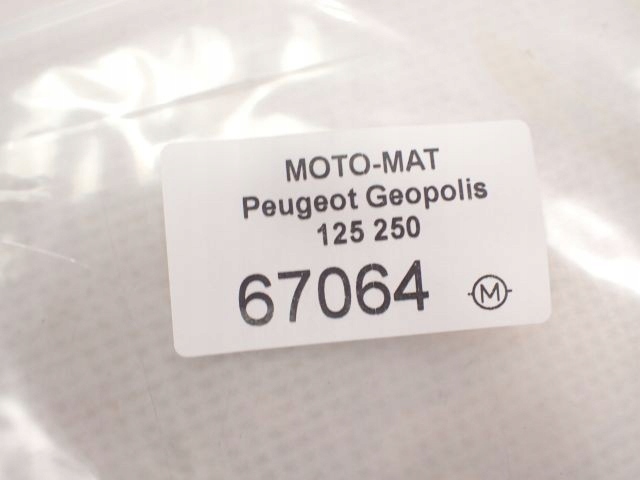 MOTO-MAT
Peugeot Geopolis
125 250
67064 M